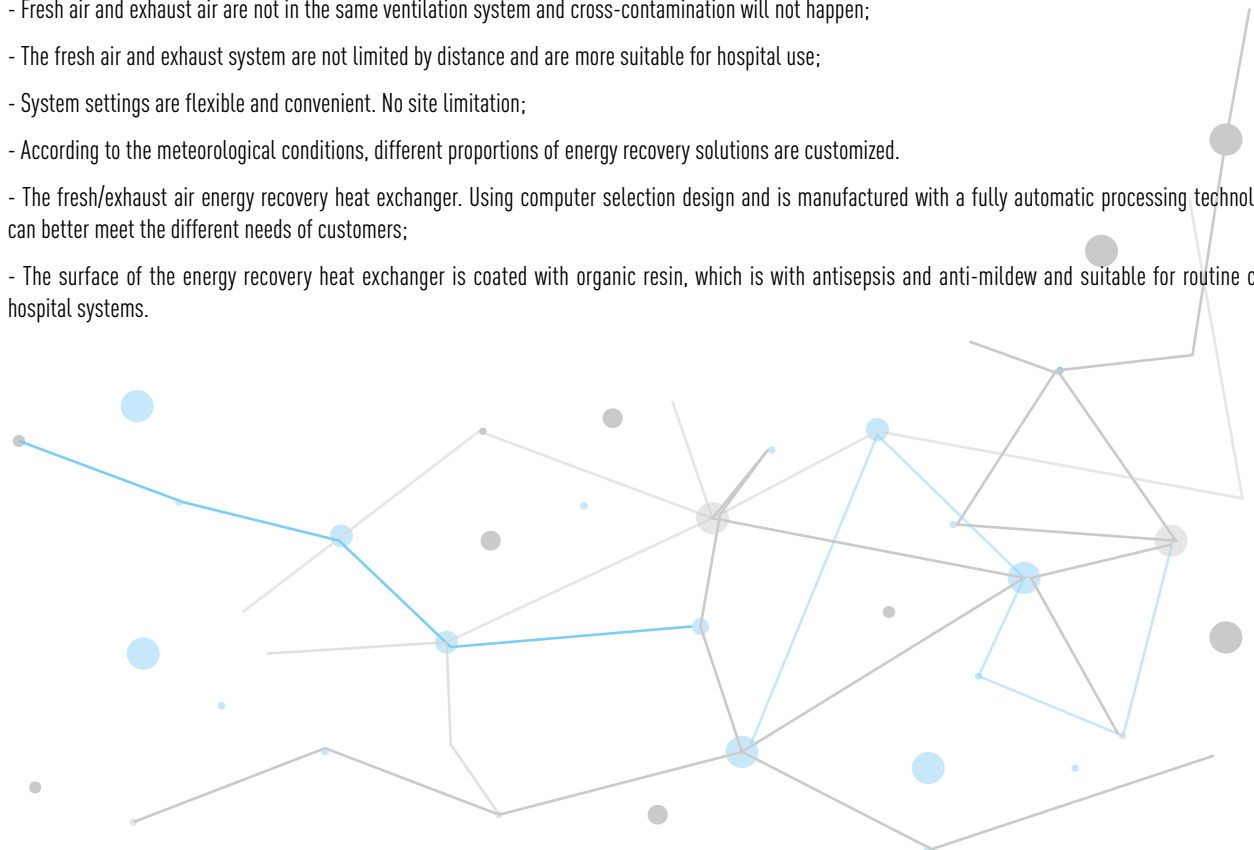 - Fresh air and exhaust air are not in the same ventilation system and cross-contamination will not happen;
- The fresh air and exhaust system are not limited by distance and are more suitable for hospital use;
- System settings are flexible and convenient. No site limitation;
- According to the meteorological conditions, different proportions of energy recovery solutions are customized.
- The fresh/exhaust air energy recovery heat exchanger. Using computer selection design and is manufactured with a fully automatic processing
can better meet the different needs of customers;
- The surface of the energy recovery heat exchanger is coated with organic resin, which is with antisepsis and anti-mildew and suitable for routine
hospital systems.